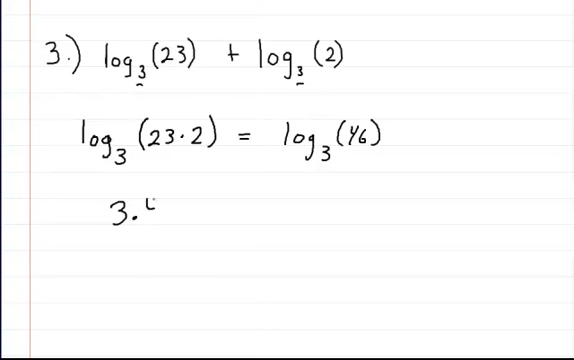 3.) log₃(23) + log₃(2)
log₃(23·2) = log₃(46)
3.